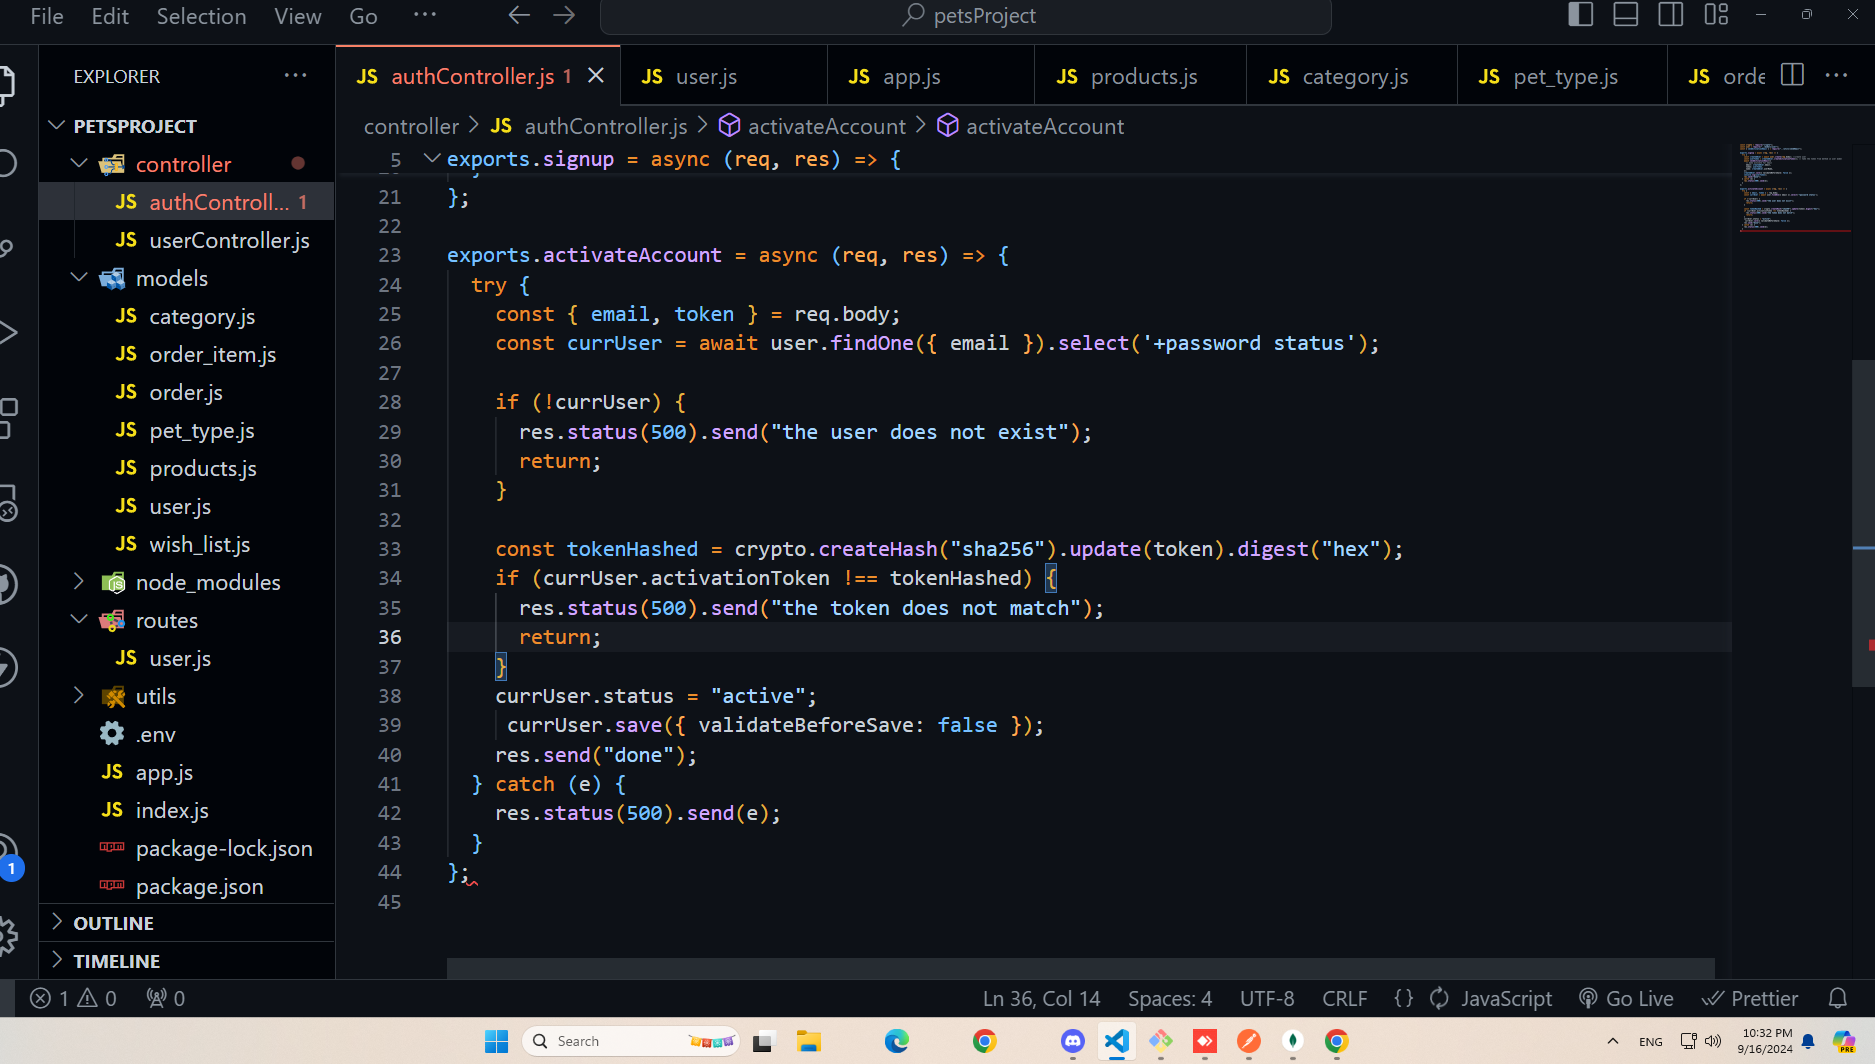 File Edit Selection View Go ··· petsProject
EXPLORER ···
PETSPROJECT
controller
JS authControll... 1
JS userController.js
models
JS category.js
JS order_item.js
JS order.js
JS pet_type.js
JS products.js
JS user.js
JS wish_list.js
node_modules
routes
JS user.js
utils
.env
JS app.js
JS index.js
package-lock.json
package.json
OUTLINE
TIMELINE
JS authController.js 1 JS user.js JS app.js JS products.js JS category.js JS pet_type.js JS orde ···
controller > JS authController.js > activateAccount > activateAccount
5 exports.signup = async (req, res) => {
21 };
22
23 exports.activateAccount = async (req, res) => {
24 try {
25 const { email, token } = req.body;
26 const currUser = await user.findOne({ email }).select('+password status');
27
28 if (!currUser) {
29 res.status(500).send("the user does not exist");
30 return;
31 }
32
33 const tokenHashed = crypto.createHash("sha256").update(token).digest("hex");
34 if (currUser.activationToken !== tokenHashed) {
35 res.status(500).send("the token does not match");
36 return;
37 }
38 currUser.status = "active";
39 currUser.save({ validateBeforeSave: false });
40 res.send("done");
41 } catch (e) {
42 res.status(500).send(e);
43 }
44 };
45
1 0 0 Ln 36, Col 14 Spaces: 4 UTF-8 CRLF {} JavaScript Go Live Prettier
1
Search
ENG
10:32 PM
9/16/2024
PRE